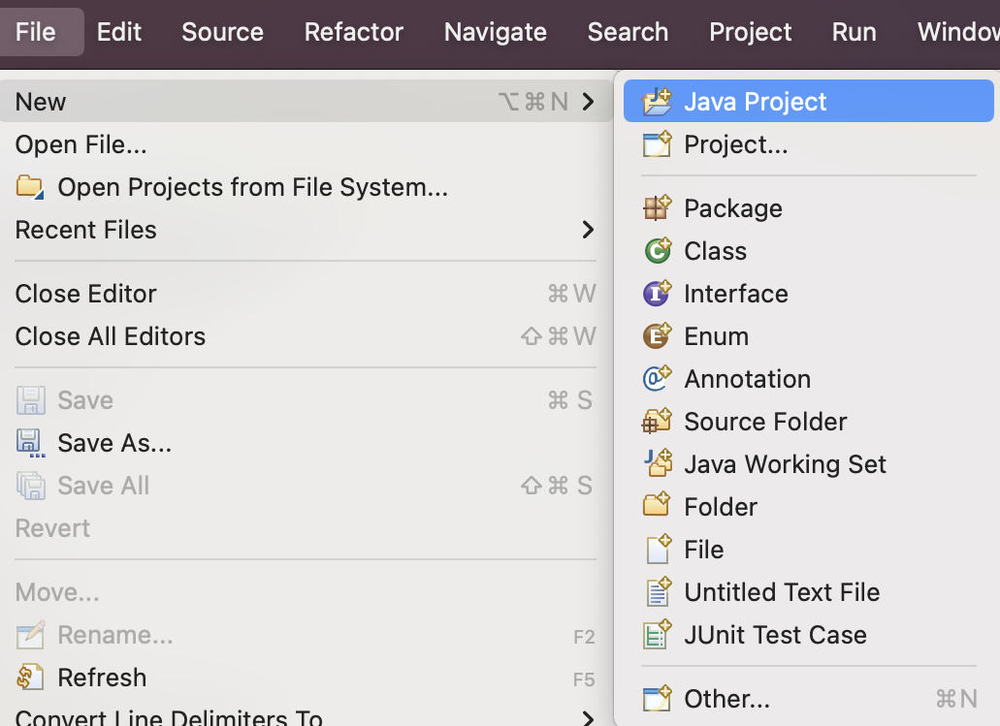 File Edit Source Refactor Navigate Search Project Run Window
New ⌥⌘N
Open File...
Open Projects from File System...
Recent Files
Close Editor ⌘W
Close All Editors ⇧⌘W
Save ⌘S
Save As...
Save All ⇧⌘S
Revert
Move...
Rename... F2
Refresh F5
Convert Line Delimiters To
Java Project
Project...
Package
Class
Interface
Enum
Annotation
Source Folder
Java Working Set
Folder
File
Untitled Text File
JUnit Test Case
Other... ⌘N